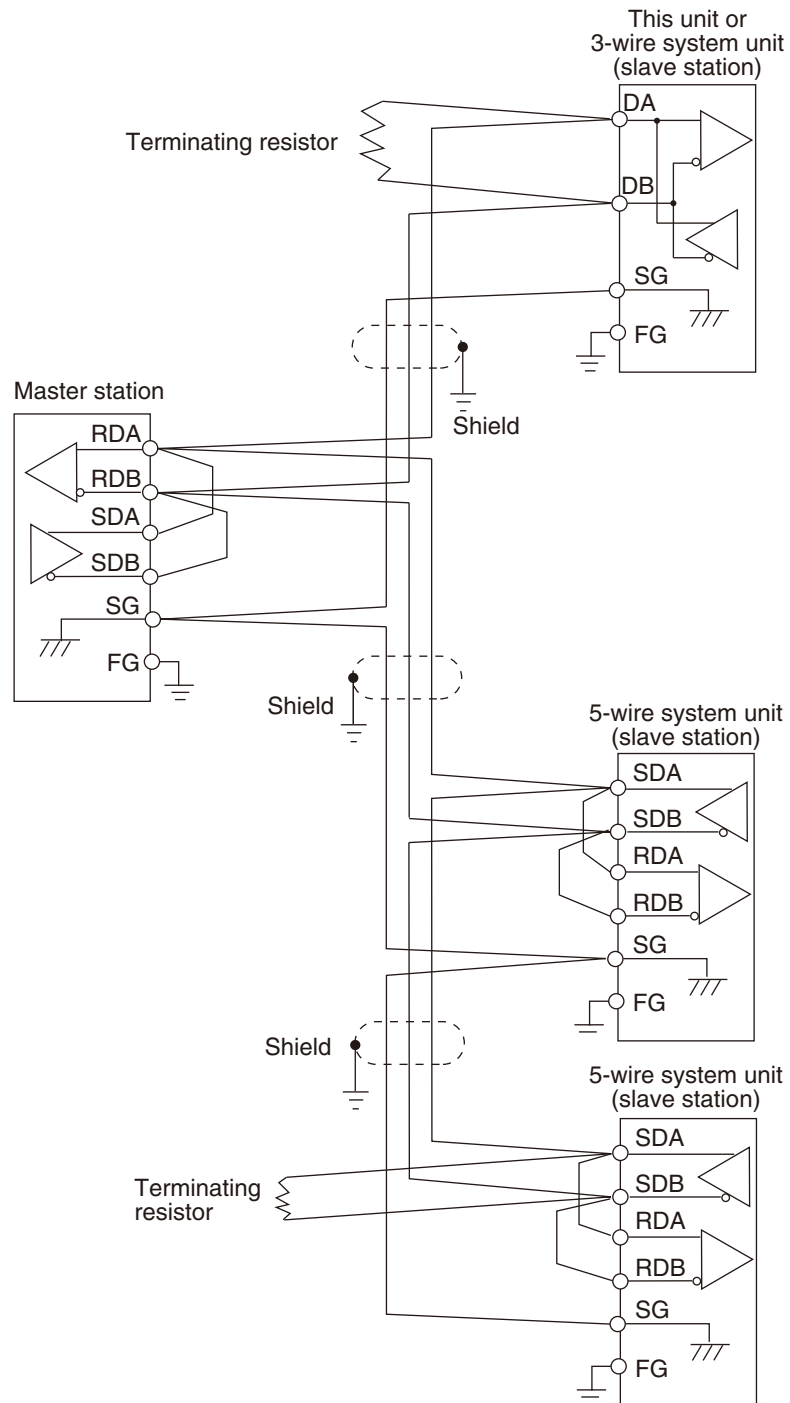 This unit or
3-wire system unit
(slave station)
DA
Terminating resistor
DB
SG
FG
Shield
Master station
RDA
RDB
SDA
SDB
SG
FG
Shield
5-wire system unit
(slave station)
SDA
SDB
RDA
RDB
SG
FG
Shield
5-wire system unit
(slave station)
SDA
SDB
Terminating
resistor
RDA
RDB
SG
FG